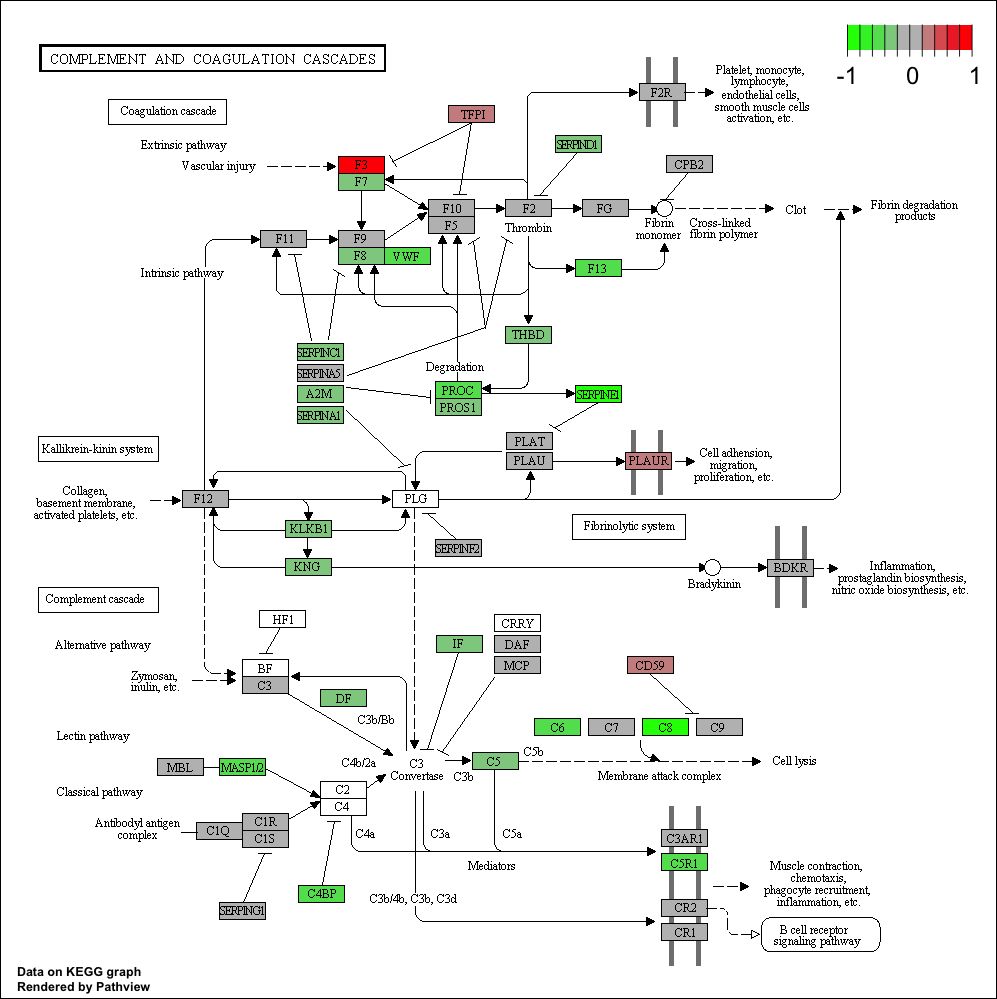 COMPLEMENT AND COAGULATION CASCADES
-1 0 1
Coagulation cascade
Extrinsic pathway
Vascular injury
TFPI
F3
F7
F2R
Platelet, monocyte,
lymphocyte,
endothelial cells,
smooth muscle cells
activation, etc.
SERPIND1
CPB2
F10
F5
F2
Thrombin
FG
Fibrin
monomer
Cross-linked
fibrin polymer
Clot
Fibrin degradation
products
F11
F9
F8
VWF
F13
Intrinsic pathway
THBD
SERPINC1
SERPINA5
A2M
SERPINA1
Degradation
PROC
PROS1
SERPINE1
PLAT
PLAU
PLAUR
Cell adhension,
migration,
proliferation, etc.
Kallikrein-kinin system
Collagen,
basement membrane,
activated platelets, etc.
F12
PLG
KLKB1
KNG
SERPINF2
Fibrinolytic system
Bradykinin
BDKR
Inflammation,
prostaglandin biosynthesis,
nitric oxide biosynthesis, etc.
Complement cascade
Alternative pathway
HF1
Zymosan,
inulin, etc.
BF
C3
DF
C3b/Bb
IF
CRRY
DAF
MCP
CD59
C6
C7
C8
C9
Lectin pathway
MBL
MASP1/2
C4b/2a
C3
Convertase
C3b
C5
C5b
Membrane attack complex
Cell lysis
C2
C4
Classical pathway
Antibodyl antigen
complex
C1Q
C1R
C1S
C4a
C3a
C5a
Mediators
C3AR1
C5R1
Muscle contraction,
chemotaxis,
phagocyte recruitment,
inflammation, etc.
SERPING1
C4BP
C3b/4b, C3b, C3d
CR2
CR1
B cell receptor
signaling pathway
Data on KEGG graph
Rendered by Pathview